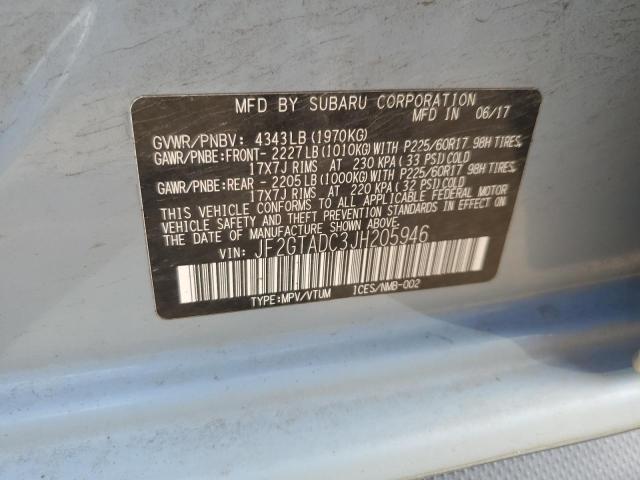 MFD BY SUBARU CORPORATION
MFD IN 06/17
GVWR/PNBV: 4343LB (1970KG)
GAWR/PNBE: FRONT- 2227LB (1010KG) WITH P225/60R17 98H TIRES,
17X7J RIMS AT 230 KPA (33 PSI) COLD
GAWR/PNBE: REAR - 2205LB (1000KG) WITH P225/60R17 98H TIRES,
17X7J RIMS AT 220 KPA (32 PSI) COLD
THIS VEHICLE CONFORMS TO ALL APPLICABLE FEDERAL MOTOR
VEHICLE SAFETY STANDARDS IN EFFECT ON THE
DATE OF MANUFACTURE SHOWN ABOVE.
VIN: JF2GTADC3JH205946
TYPE:MPV/VTUM ICES/NMB-002